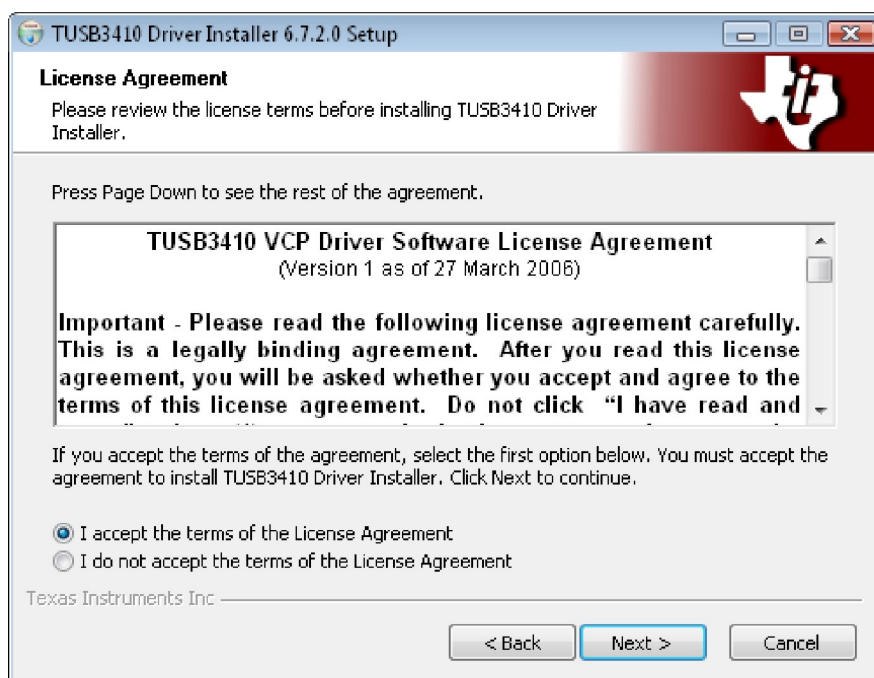 TUSB3410 Driver Installer 6.7.2.0 Setup
License Agreement
Please review the license terms before installing TUSB3410 Driver
Installer.
Press Page Down to see the rest of the agreement.
TUSB3410 VCP Driver Software License Agreement
(Version 1 as of 27 March 2006)
Important - Please read the following license agreement carefully.
This is a legally binding agreement.  After you read this license
agreement, you will be asked whether you accept and agree to the
terms of this license agreement.  Do not click “I have read and
If you accept the terms of the agreement, select the first option below. You must accept the
agreement to install TUSB3410 Driver Installer. Click Next to continue.
I accept the terms of the License Agreement
I do not accept the terms of the License Agreement
Texas Instruments Inc
< Back
Next >
Cancel